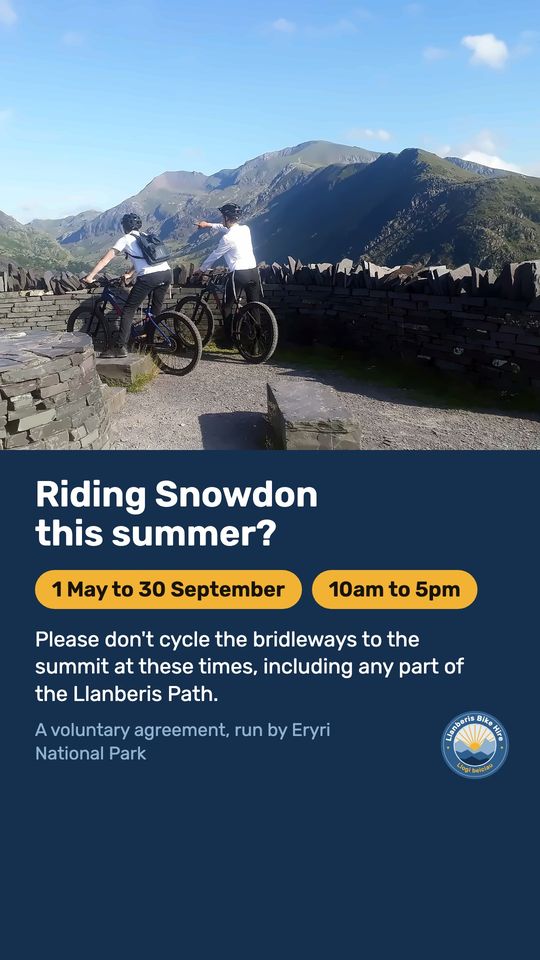 Riding Snowdon
this summer?
1 May to 30 September
10am to 5pm
Please don't cycle the bridleways to the
summit at these times, including any part of
the Llanberis Path.
A voluntary agreement, run by Eryri
National Park
Llanberis Bike Hire
Llogi beiciau